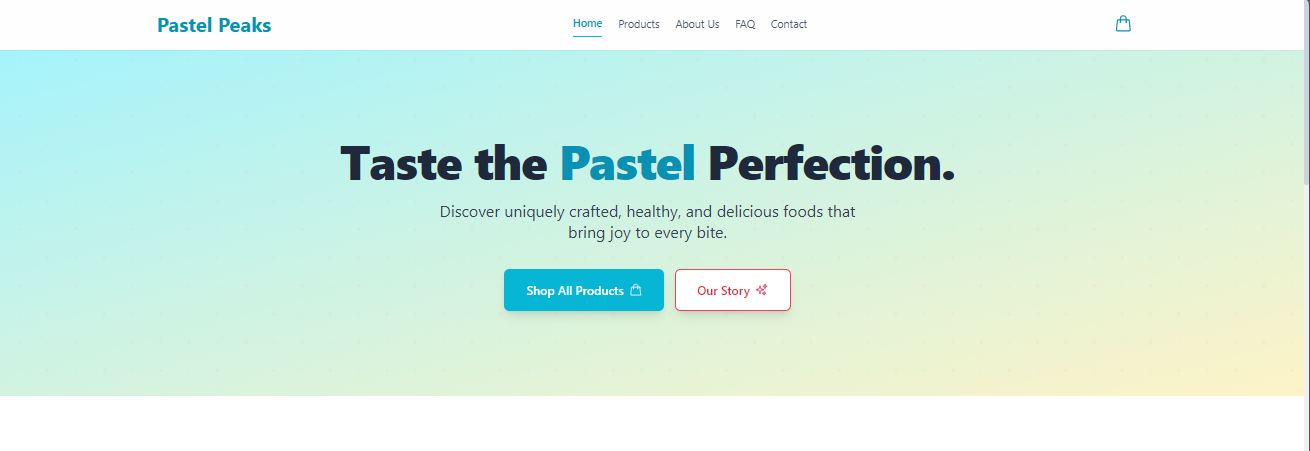 Pastel Peaks
Home Products About Us FAQ Contact
Taste the Pastel Perfection.
Discover uniquely crafted, healthy, and delicious foods that
bring joy to every bite.
Shop All Products
Our Story